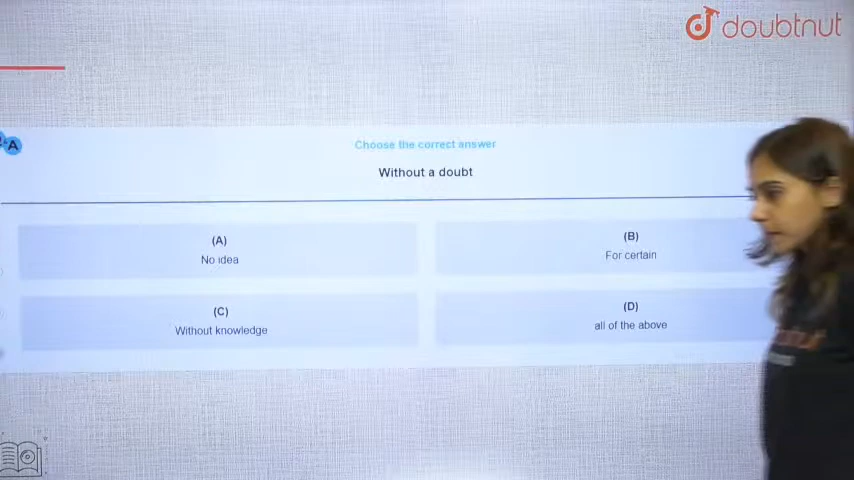 doubtnut
A
Choose the correct answer
Without a doubt
(A)
No idea
(B)
For certain
(C)
Without knowledge
(D)
all of the above